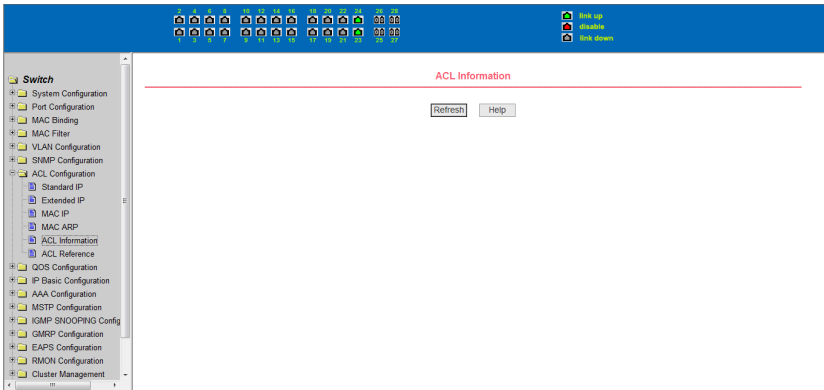 2 4 6 8 10 12 14 16 18 20 22 24 26 28
1 3 5 7 9 11 13 15 17 19 21 23 25 27
link up
disable
link down
Switch
System Configuration
Port Configuration
MAC Binding
MAC Filter
VLAN Configuration
SNMP Configuration
ACL Configuration
Standard IP
Extended IP
MAC IP
MAC ARP
ACL Information
ACL Reference
QOS Configuration
IP Basic Configuration
AAA Configuration
MSTP Configuration
IGMP SNOOPING Config
GMRP Configuration
EAPS Configuration
RMON Configuration
Cluster Management
ACL Information
Refresh Help